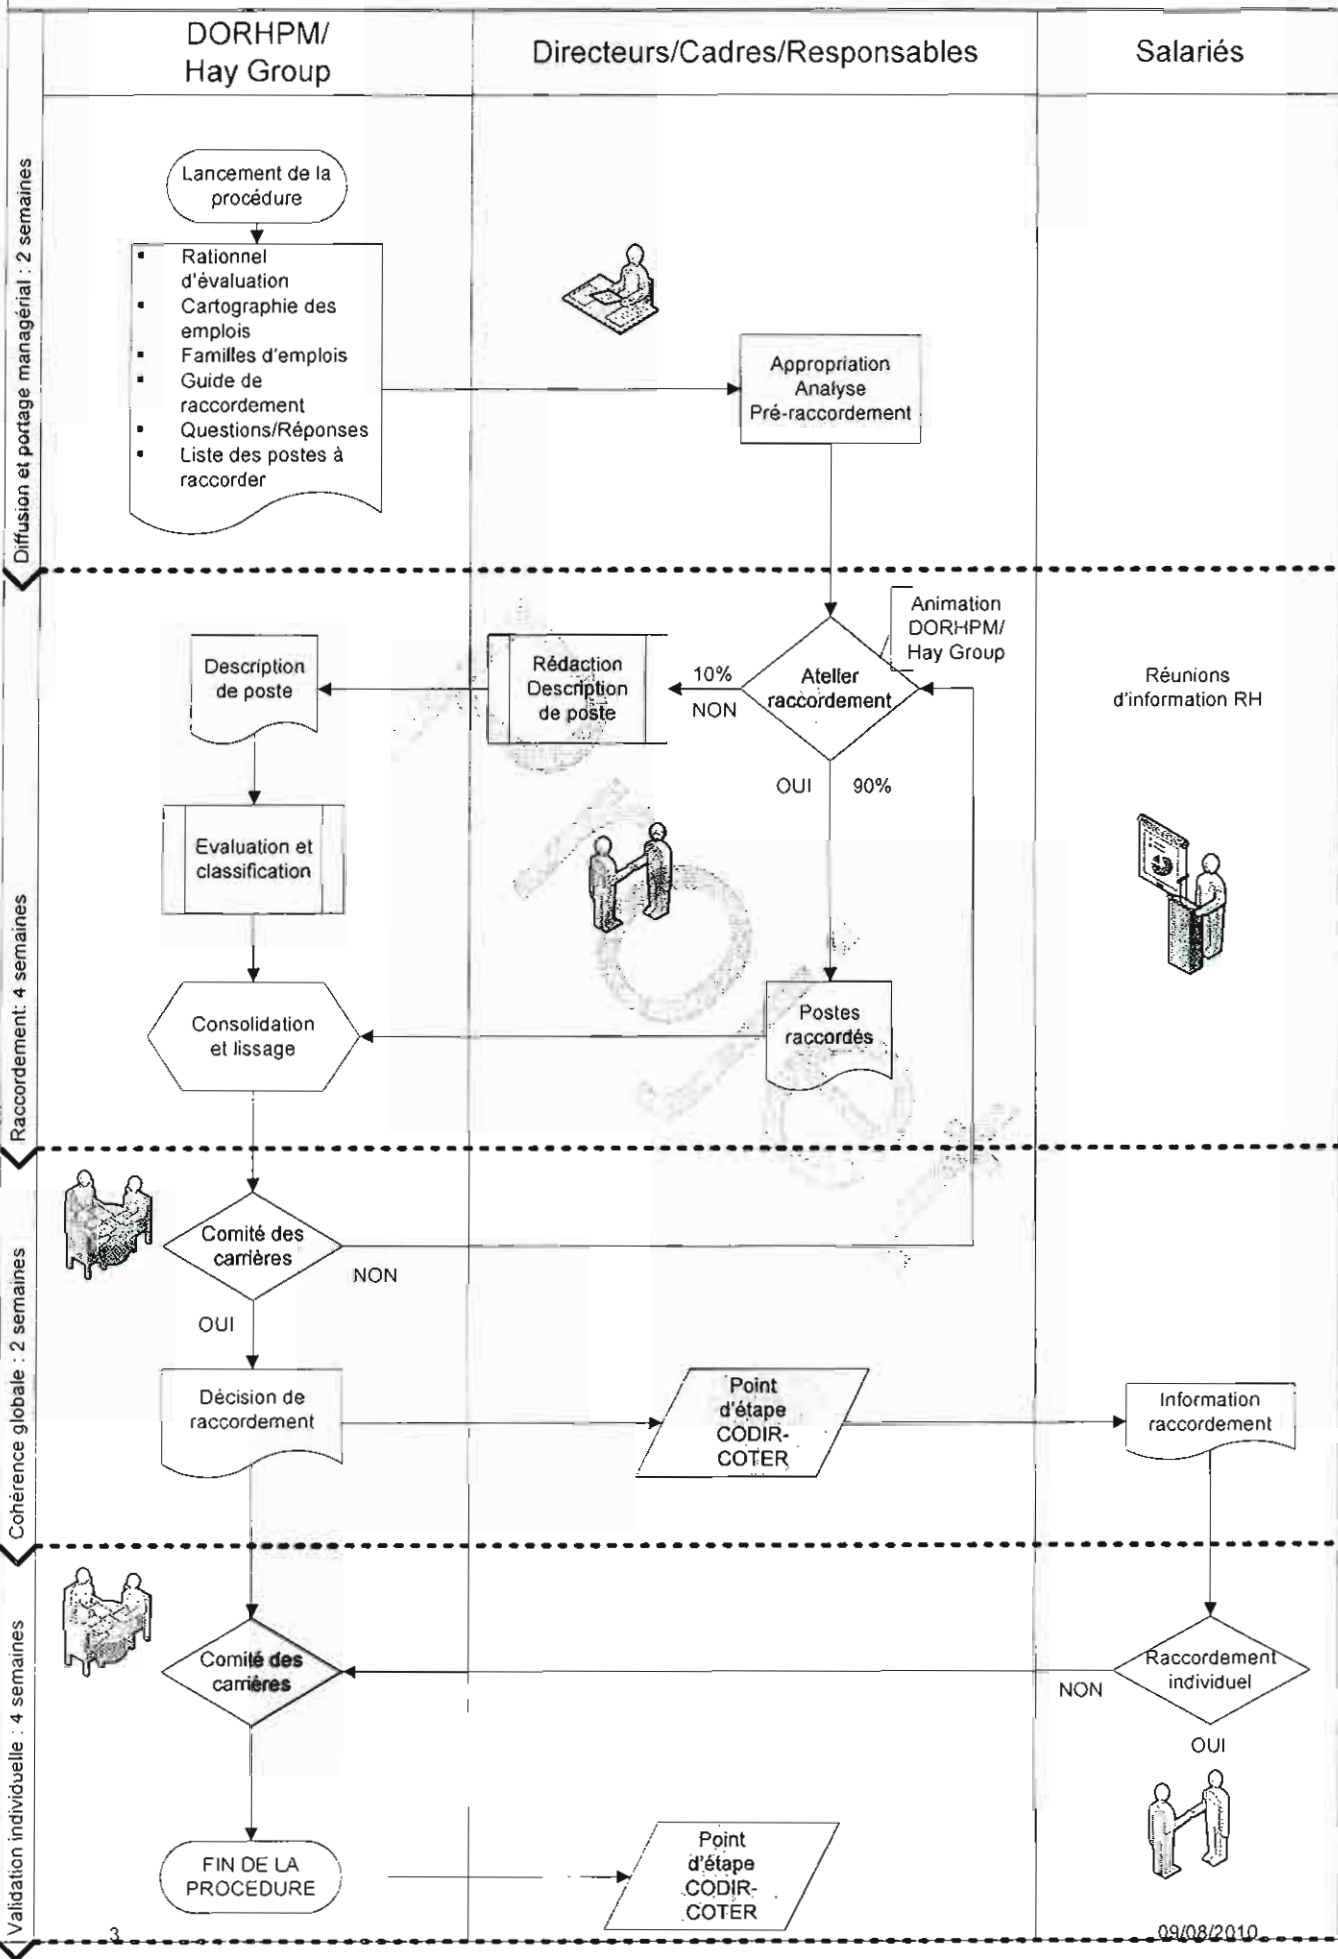 DORHPM/
Hay Group
Directeurs/Cadres/Responsables
Salariés
Diffusion et portage managérial : 2 semaines
Lancement de la
procédure
Rationnel
d'évaluation
Cartographie des
emplois
Familles d'emplois
Guide de
raccordement
Questions/Réponses
Liste des postes à
raccorder
Appropriation
Analyse
Pré-raccordement
Raccordement: 4 semaines
Description
de poste
Rédaction
Description
de poste
10%
NON
Atelier
raccordement
Animation
DORHPM/
Hay Group
Réunions
d'information RH
OUI 90%
Evaluation et
classification
Consolidation
et lissage
Postes
raccordés
Cohérence globale : 2 semaines
Comité des
carrières
NON
OUI
Décision de
raccordement
Point
d'étape
CODIR-
COTER
Information
raccordement
Validation individuelle : 4 semaines
Comité des
carrières
Raccordement
individuel
NON
OUI
FIN DE LA
PROCEDURE
Point
d'étape
CODIR-
COTER
3
09/08/2010